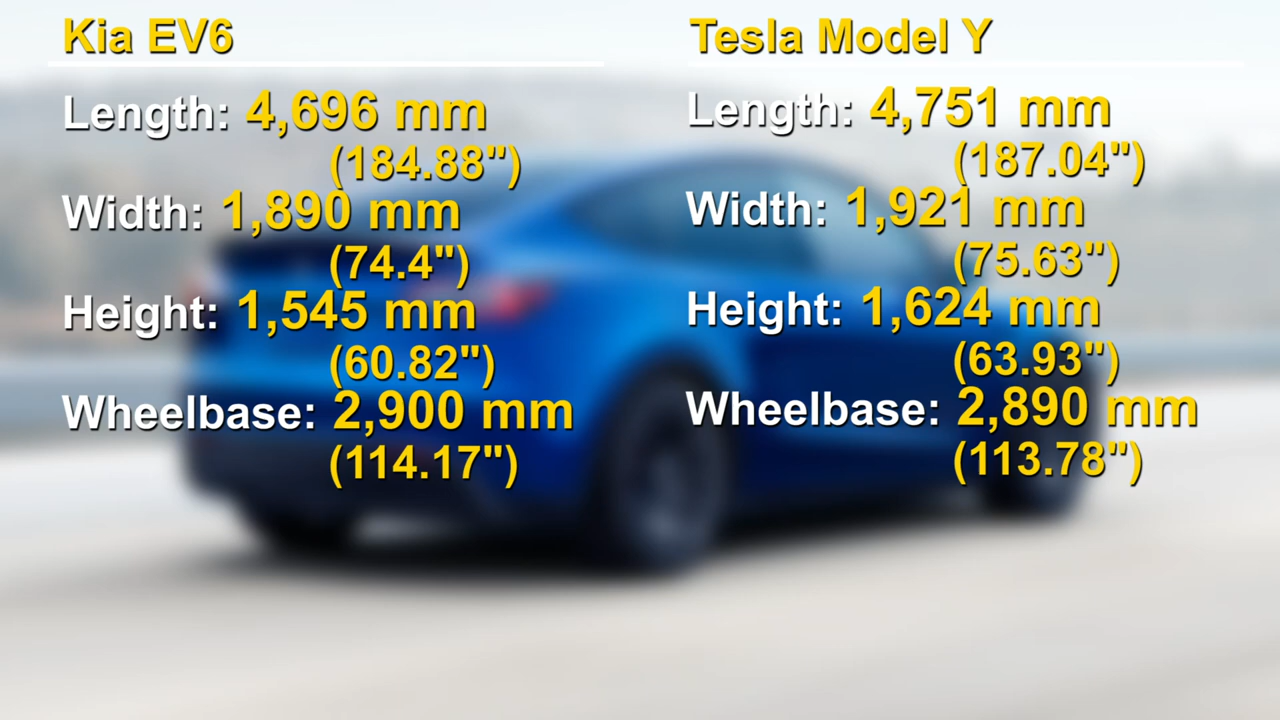 Kia EV6
Length: 4,696 mm
(184.88")
Width: 1,890 mm
(74.4")
Height: 1,545 mm
(60.82")
Wheelbase: 2,900 mm
(114.17")
Tesla Model Y
Length: 4,751 mm
(187.04")
Width: 1,921 mm
(75.63")
Height: 1,624 mm
(63.93")
Wheelbase: 2,890 mm
(113.78")